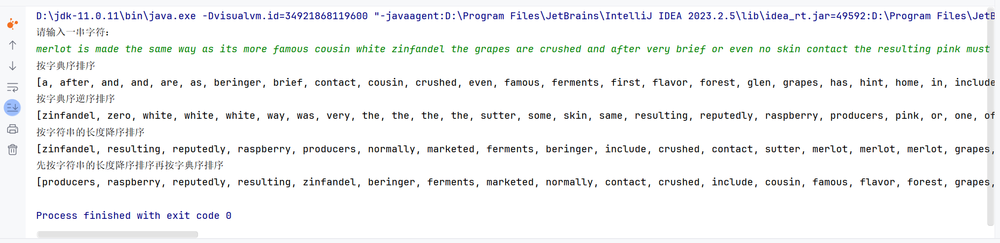 D:\jdk-11.0.11\bin\java.exe -Dvisualvm.id=34921868119600 "-javaagent:D:\Program Files\JetBrains\IntelliJ IDEA 2023.2.5\lib\idea_rt.jar=49592:D:\Program Files\JetB
请输入一串字符：
merlot is made the same way as its more famous cousin white zinfandel the grapes are crushed and after very brief or even no skin contact the resulting pink must
按字典序排序
[a, after, and, and, are, as, beringer, brief, contact, cousin, crushed, even, famous, ferments, first, flavor, forest, glen, grapes, has, hint, home, in, include
按字典序逆序排序
[zinfandel, zero, white, white, white, way, was, very, the, the, the, the, sutter, some, skin, same, resulting, reputedly, raspberry, producers, pink, or, one, of
按字符串的长度降序排序
[zinfandel, resulting, reputedly, raspberry, producers, normally, marketed, ferments, beringer, include, crushed, contact, sutter, merlot, merlot, merlot, grapes,
先按字符串的长度降序排序再按字典序排序
[producers, raspberry, reputedly, resulting, zinfandel, beringer, ferments, marketed, normally, contact, crushed, include, cousin, famous, flavor, forest, grapes,
Process finished with exit code 0